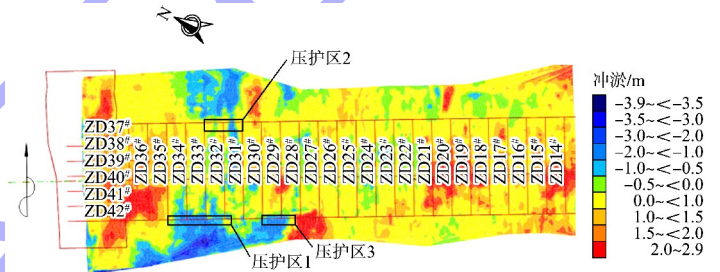 N
压护区2
冲淤/m
-3.9~<-3.5
-3.5~<-3.0
-3.0~<-2.0
-2.0~<-1.0
-1.0~<-0.5
-0.5~<0.0
0.0~<1.0
1.0~<1.5
1.5~<2.0
2.0~2.9
ZD37#
ZD38#
ZD39#
ZD40#
ZD41#
ZD42#
ZD36#
ZD35#
ZD34#
ZD33#
ZD32#
ZD31#
ZD30#
ZD29#
ZD28#
ZD27#
ZD26#
ZD25#
ZD24#
ZD23#
ZD22#
ZD21#
ZD20#
ZD19#
ZD18#
ZD17#
ZD16#
ZD15#
ZD14#
压护区1
压护区3